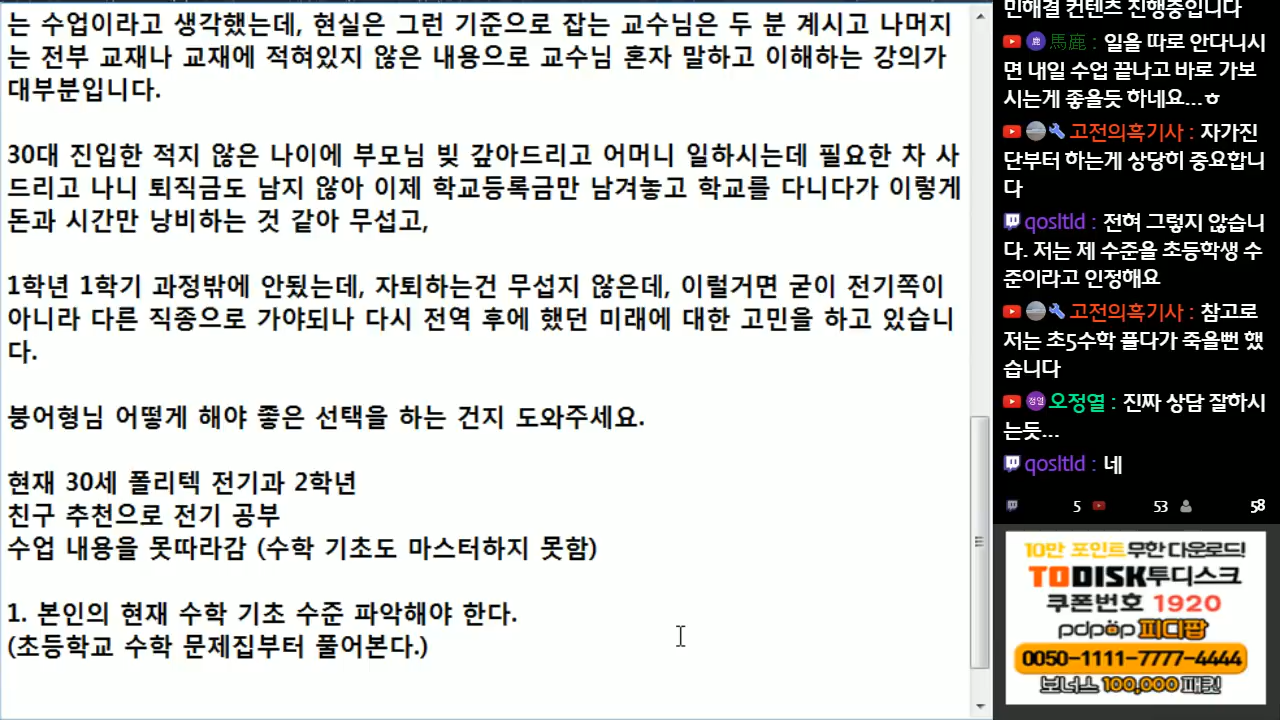 는 수업이라고 생각했는데, 현실은 그런 기준으로 잡는 교수님은 두 분 계시고 나머지
는 전부 교재나 교재에 적혀있지 않은 내용으로 교수님 혼자 말하고 이해하는 강의가
대부분입니다.
30대 진입한 적지 않은 나이에 부모님 빚 갚아드리고 어머니 일하시는데 필요한 차 사
드리고 나니 퇴직금도 남지 않아 이제 학교등록금만 남겨놓고 학교를 다니다가 이렇게
돈과 시간만 낭비하는 것 같아 무섭고,
1학년 1학기 과정밖에 안됐는데, 자퇴하는건 무섭지 않은데, 이럴거면 굳이 전기쪽이
아니라 다른 직종으로 가야되나 다시 전역 후에 했던 미래에 대한 고민을 하고 있습니
다.
붕어형님 어떻게 해야 좋은 선택을 하는 건지 도와주세요.
현재 30세 폴리텍 전기과 2학년
친구 추천으로 전기 공부
수업 내용을 못따라감 (수학 기초도 마스터하지 못함)
1. 본인의 현재 수학 기초 수준 파악해야 한다.
(초등학교 수학 문제집부터 풀어본다.)
민해결 컨텐츠 진행중입니다
鹿 馬鹿 : 일을 따로 안다니시
면 내일 수업 끝나고 바로 가보
시는게 좋을듯 하네요...ㅎ
고전의흑기사 : 자가진
단부터 하는게 상당히 중요합니
다
qosltld : 전혀 그렇지 않습니
다. 저는 제 수준을 초등학생 수
준이라고 인정해요
고전의흑기사 : 참고로
저는 초5수학 플다가 죽을뻔 했
습니다
정열 오정열 : 진짜 상담 잘하시
는듯...
qosltld : 네
5 53 58
10만 포인트 무한 다운로드!
TODISK투디스크
쿠폰번호 1920
pdpop 피디팝
0050-1111-7777-4444
보너스 100,000 패킷!